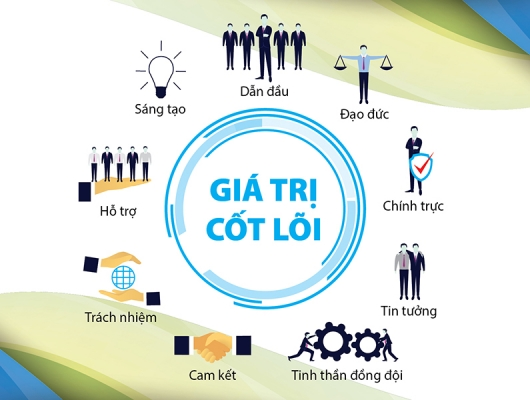 Dẫn đầu
Sáng tạo
Đạo đức
Hỗ trợ
GIÁ TRỊ
CỐT LÕI
Chính trực
Trách nhiệm
Tin tưởng
Cam kết
Tinh thần đồng đội